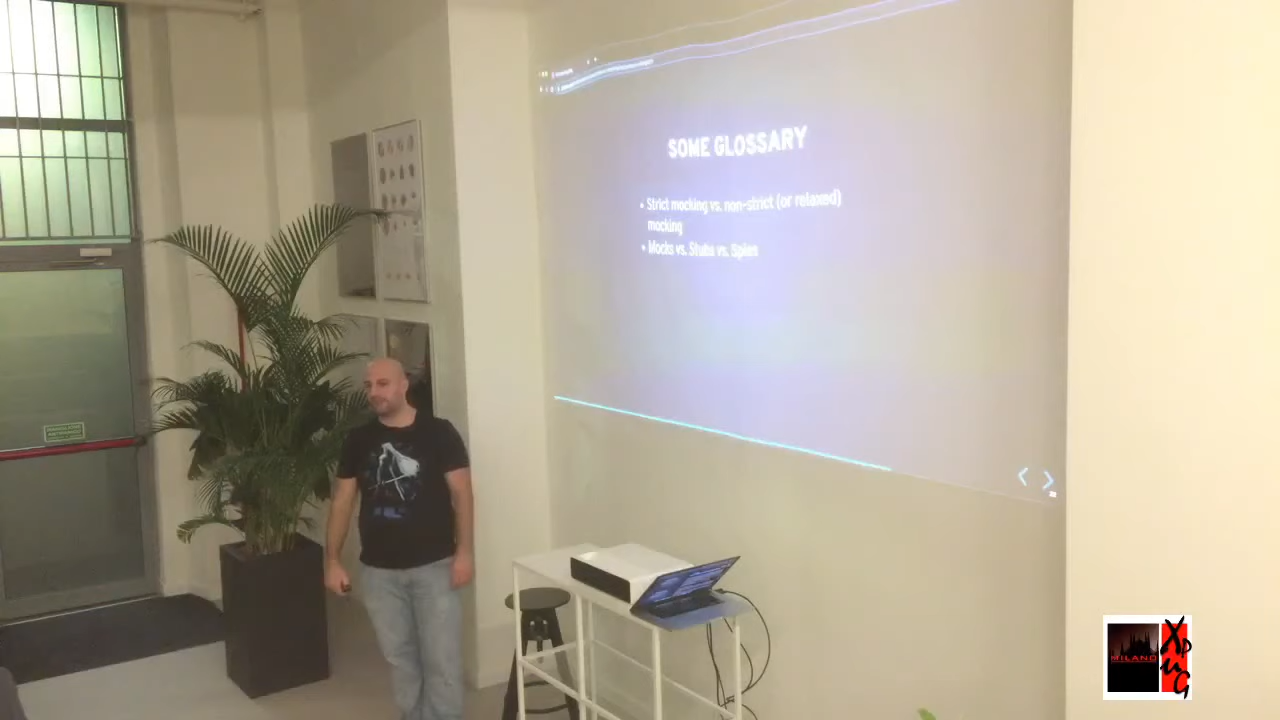 SOME GLOSSARY
• Strict mocking vs. non-strict (or relaxed)
mocking
• Mocks vs. Stubs vs. Spies
MILANO
XpUG